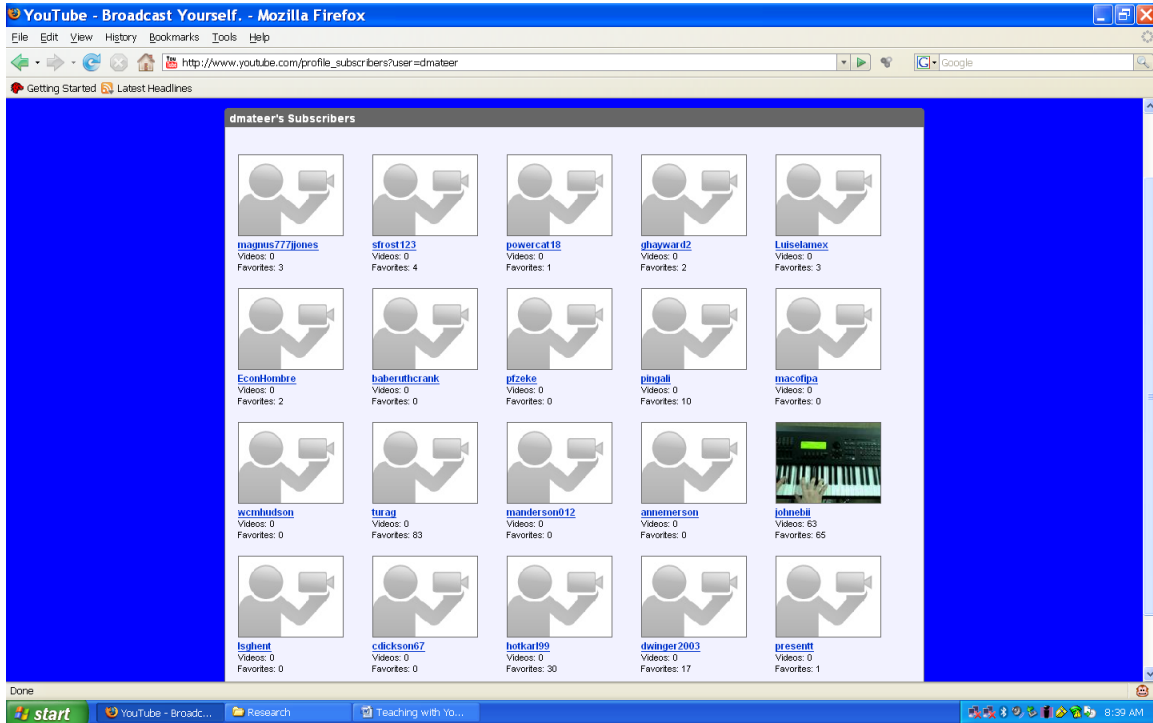 YouTube - Broadcast Yourself. - Mozilla Firefox
File Edit View History Bookmarks Tools Help
http://www.youtube.com/profile_subscribers?user=dmateer
G Google
Getting Started Latest Headlines
dmateer's Subscribers
magnus777jjones sfrost123 powercat18 ghayward2 Luiselamex
Videos: 0 Videos: 0 Videos: 0 Videos: 0 Videos: 0
Favorites: 3 Favorites: 4 Favorites: 1 Favorites: 2 Favorites: 3
EconHombre baberuthcrank pfzeke pingali macofipa
Videos: 0 Videos: 0 Videos: 0 Videos: 0 Videos: 0
Favorites: 2 Favorites: 0 Favorites: 0 Favorites: 10 Favorites: 0
wcmhudson turag manderson012 annemerson johnebii
Videos: 0 Videos: 0 Videos: 0 Videos: 0 Videos: 63
Favorites: 0 Favorites: 83 Favorites: 0 Favorites: 0 Favorites: 65
lsghent cdickson67 hotkarl99 dwinger2003 presentt
Videos: 0 Videos: 0 Videos: 0 Videos: 0 Videos: 0
Favorites: 0 Favorites: 0 Favorites: 30 Favorites: 17 Favorites: 1
Done
start YouTube - Broadc... Research Teaching with Yo... 8:39 AM